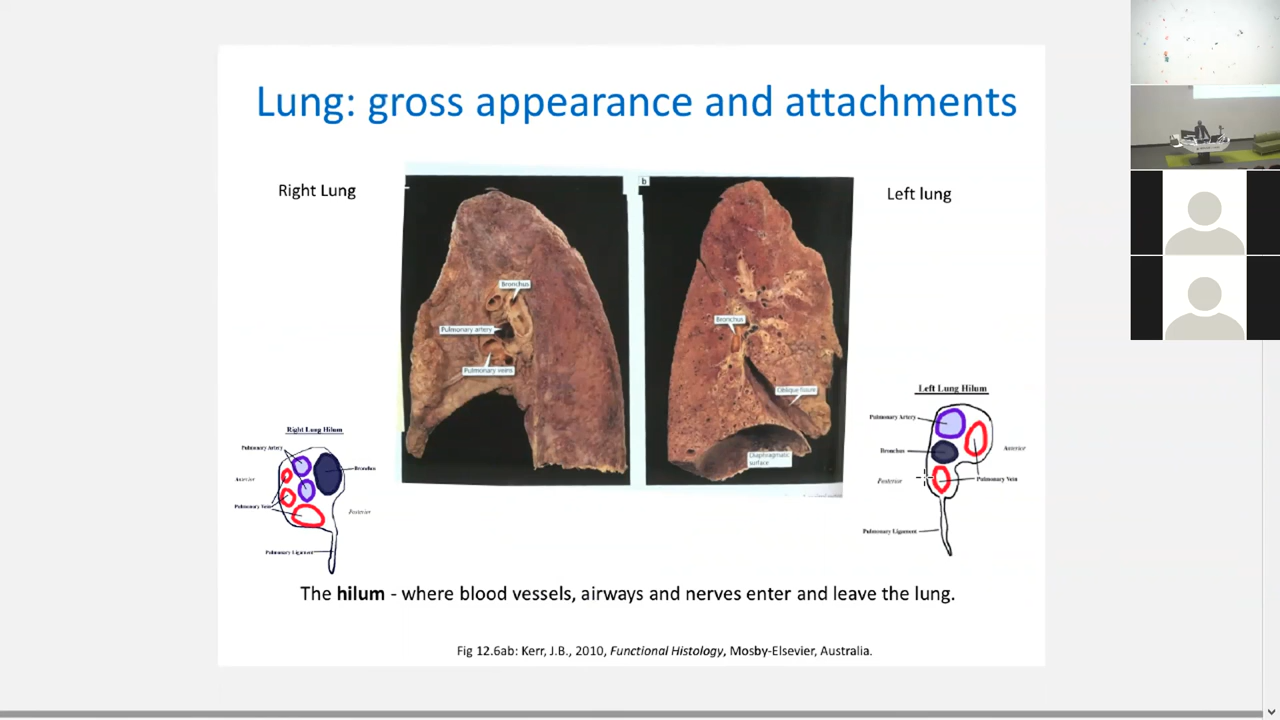 Lung: gross appearance and attachments
Right Lung
Left lung
b
Bronchus
Pulmonary artery
Pulmonary veins
Bronchus
Oblique fissure
Diaphragmatic
surface
Right Lung Hilum
Pulmonary Artery
Bronchus
Anterior
Pulmonary Vein
Posterior
Pulmonary Ligament
Left Lung Hilum
Pulmonary Artery
Bronchus
Anterior
Posterior
Pulmonary Vein
Pulmonary Ligament
The hilum - where blood vessels, airways and nerves enter and leave the lung.
Fig 12.6ab: Kerr, J.B., 2010, Functional Histology, Mosby-Elsevier, Australia.